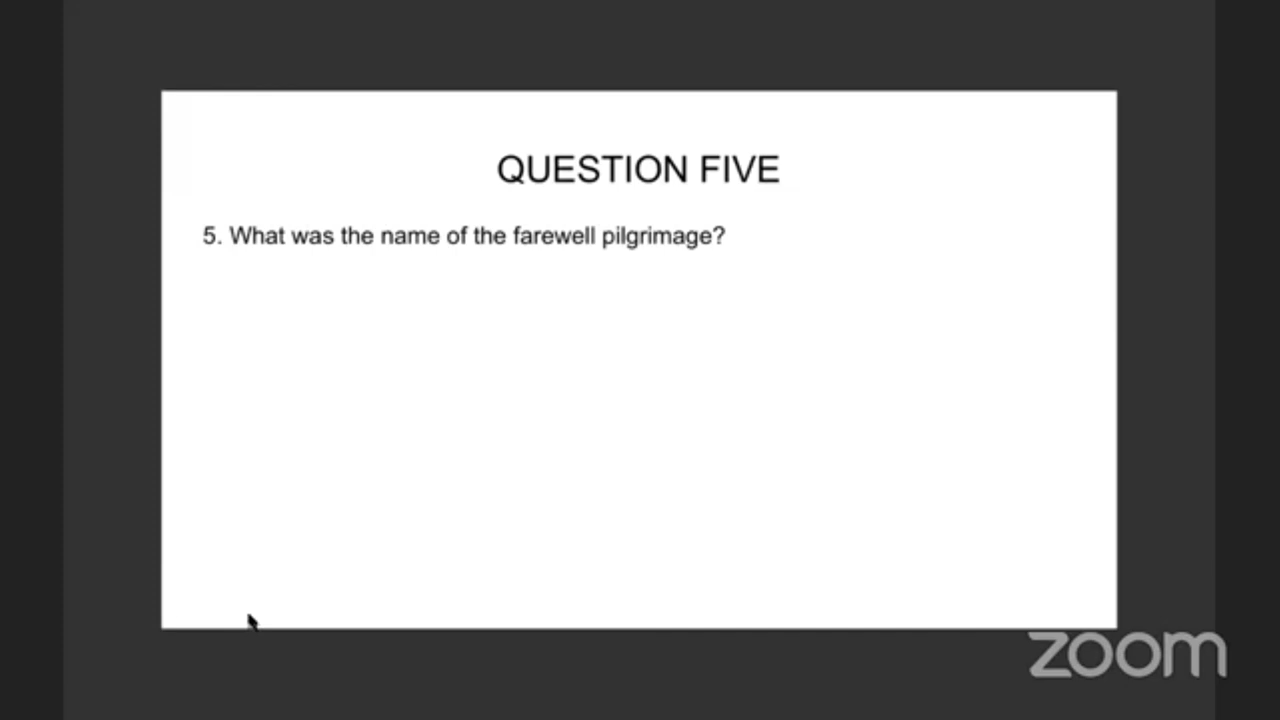 QUESTION FIVE
5. What was the name of the farewell pilgrimage?
zoom